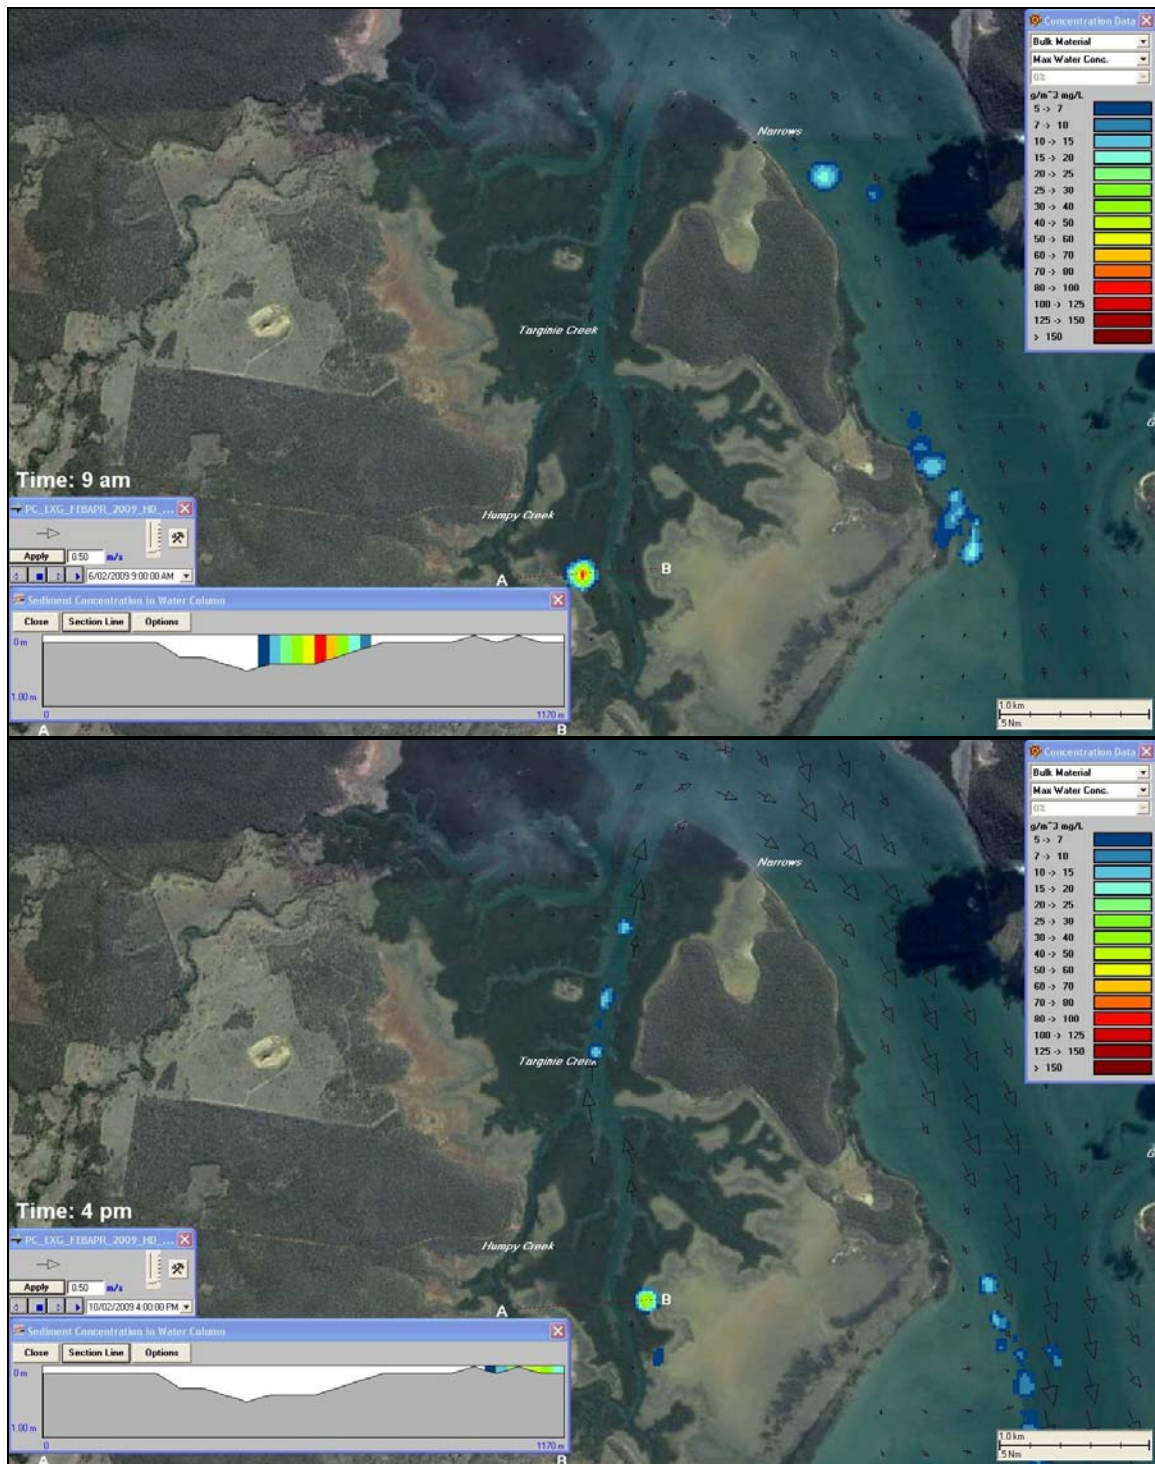 Concentration Data
Bulk Material
Max Water Conc.
0%
g/m^3 mg/L
5 -> 7
7 -> 10
10 -> 15
15 -> 20
20 -> 25
25 -> 30
30 -> 40
40 -> 50
50 -> 60
60 -> 70
70 -> 80
80 -> 100
100 -> 125
125 -> 150
> 150
Narrows
Targinie Creek
G
Time: 9 am
PC_EXG_FEBAPR_2009_HD_...
Apply 0.50 m/s
6/02/2009 9:00:00 AM
Humpy Creek
A
B
Sediment Concentration in Water Column
Close Section Line Options
0 m
1.00 m
0 1170 m
A B
1.0 km
.5 Nm
Concentration Data
Bulk Material
Max Water Conc.
0%
g/m^3 mg/L
5 -> 7
7 -> 10
10 -> 15
15 -> 20
20 -> 25
25 -> 30
30 -> 40
40 -> 50
50 -> 60
60 -> 70
70 -> 80
80 -> 100
100 -> 125
125 -> 150
> 150
Narrows
Targinie Creek
G
Time: 4 pm
PC_EXG_FEBAPR_2009_HD_...
Apply 0.50 m/s
10/02/2009 4:00:00 PM
Humpy Creek
A
B
Sediment Concentration in Water Column
Close Section Line Options
0 m
1.00 m
0 1170 m
A B
1.0 km
.5 Nm